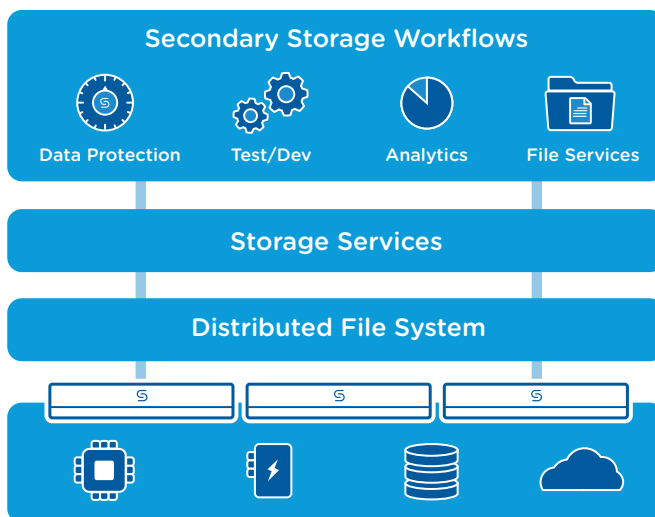 Secondary Storage Workflows
Data Protection
Test/Dev
Analytics
File Services
Storage Services
Distributed File System